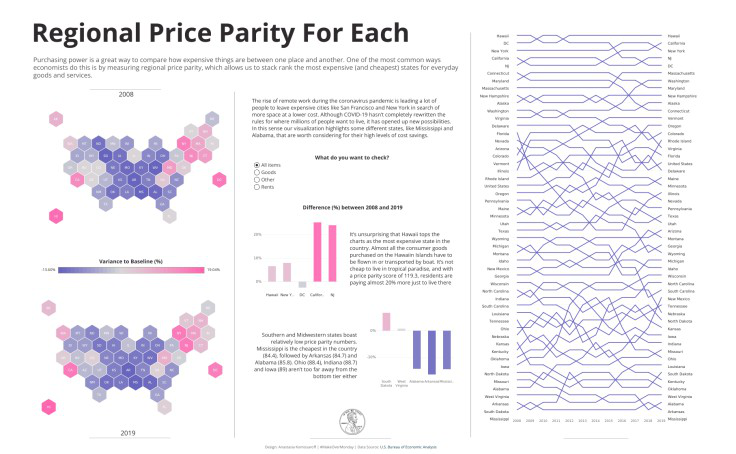 Regional Price Parity For Each
Purchasing power is a great way to compare how expensive things are between one place and another. One of the most common ways
economists do this is by measuring regional price parity, which allows us to stack rank the most expensive (and cheapest) states for everyday
goods and services.
2008
Variance to Baseline (%)
2019
The rise of remote work during the coronavirus pandemic is leading a lot of
people to leave expensive cities like San Francisco and New York in search of
more space at a lower cost. Although COVID-19 hasn't completely rewritten the
rules for where millions of people want to live, it has opened up new possibilities.
In this sense our visualization highlights some different states, like Mississippi and
Alabama, that are worth considering for their high levels of cost savings.
What do you want to check?
All items
Goods
Other
Rents
Difference (%) between 2008 and 2019
10%
0%
Hawaii
New Y..
DC
Califor..
NJ
It's unsurprising that Hawaii tops the
charts as the most expensive state in the
country. Almost all the consumer goods
purchased on the Hawaiin Islands have to
be flown in or transported by boat. It's not
cheap to live in tropical paradise, and with
a price parity score of 119.3, residents are
paying almost 20% more just to live there
Southern and Midwestern states boast
relatively low price parity numbers.
Mississippi is the cheapest in the country
(84.4), followed by Arkansas (84.7) and
Alabama (85.8). Ohio (88.4), Indiana (88.7)
and Iowa (89) aren't too far away from the
bottom tier either
0%
South
Dakota
West
Virginia
Alabama
Arkansas
Missouri
Hawaii
DC
New York
California
NJ
Connecticut
Maryland
Massachusetts
New Hampshire
Alaska
Washington
Virginia
Delaware
Florida
Nevada
Arizona
Colorado
Vermont
Illinois
Rhode Island
United States
Oregon
Pennsylvania
Maine
Minnesota
Utah
Texas
Wyoming
Michigan
Montana
Idaho
New Mexico
Georgia
Wisconsin
North Carolina
Indiana
South Carolina
Louisiana
Tennessee
Ohio
Nebraska
Kansas
Kentucky
Oklahoma
Iowa
North Dakota
Missouri
Alabama
West Virginia
Arkansas
South Dakota
Mississippi
2008 2009 2010 2011 2012 2013 2014 2015 2016 2017 2018 2019
Hawaii
California
New York
NJ
DC
Massachusetts
Washington
Maryland
New Hampshire
Alaska
Connecticut
Vermont
Oregon
Colorado
Rhode Island
Virginia
Florida
United States
Delaware
Maine
Minnesota
Illinois
Nevada
Pennsylvania
Texas
Utah
Arizona
Montana
Georgia
Wyoming
Michigan
Idaho
Wisconsin
North Carolina
South Carolina
New Mexico
Tennessee
Nebraska
North Dakota
Kansas
Iowa
Indiana
Missouri
Ohio
Louisiana
South Dakota
Kentucky
Oklahoma
West Virginia
Alabama
Arkansas
Mississippi
Data Source: U.S. Bureau of Economic Analysis